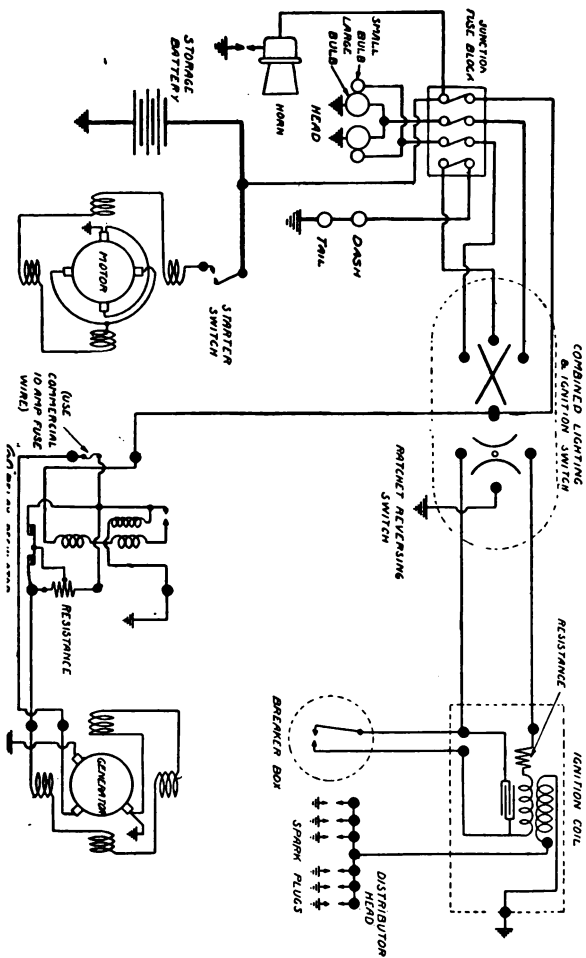 JUNCTION
FUSE BLOCK
SMALL
BULB
LARGE
BULB
HEAD
HORN
STORAGE
BATTERY
DASH
TAIL
MOTOR
STARTER
SWITCH
COMBINED LIGHTING
& IGNITION SWITCH
RATCHET REVERSING
SWITCH
(USE
COMMERCIAL
10 AMP FUSE
WIRE)
RESISTANCE
GENERATOR
RESISTANCE
IGNITION COIL
BREAKER BOX
SPARK PLUGS
DISTRIBUTOR
HEAD